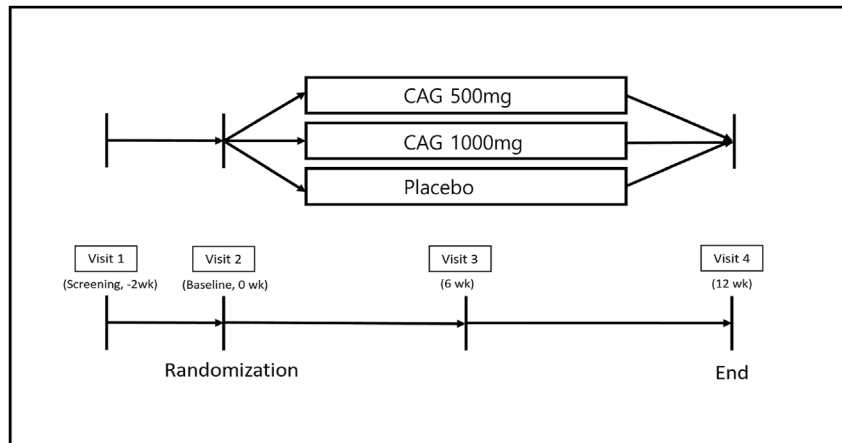 CAG 500mg
CAG 1000mg
Placebo
Visit 1
Visit 2
Visit 3
Visit 4
(Screening, -2wk)
(Baseline, 0 wk)
(6 wk)
(12 wk)
Randomization
End